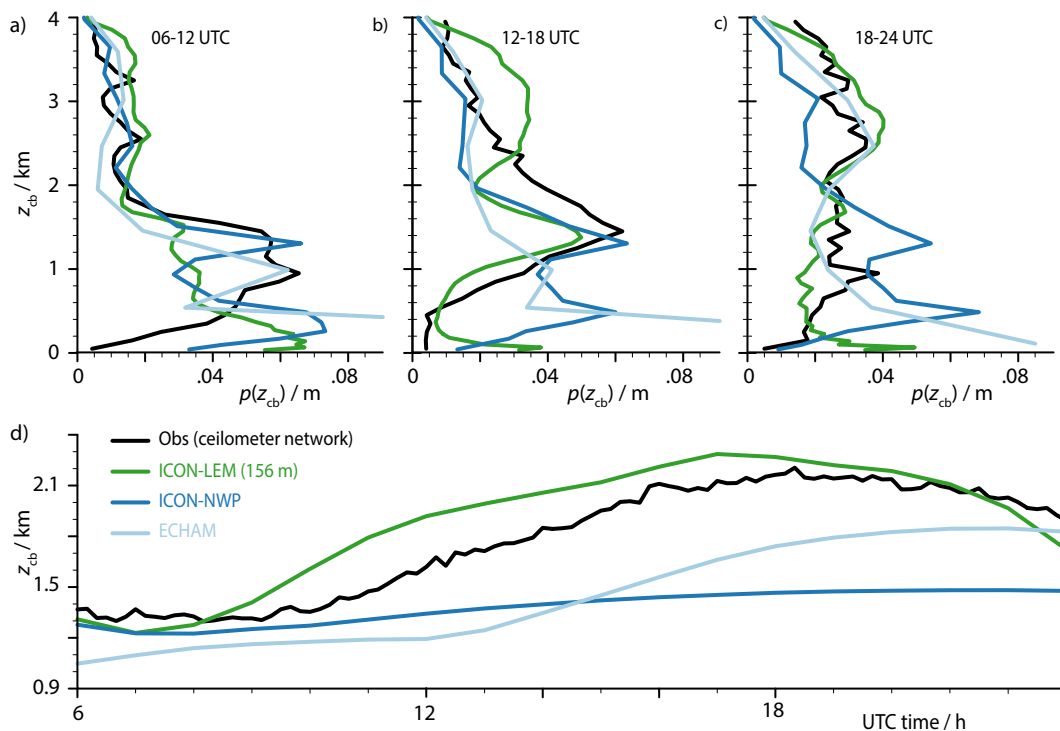 a) 4 06-12 UTC b) 12-18 UTC c) 18-24 UTC
3
2
z_cb / km
1
0
0 .04 .08 0 .04 .08 0 .04 .08
p(z_cb) / m p(z_cb) / m p(z_cb) / m
d)
Obs (ceilometer network)
2.1 ICON-LEM (156 m)
ICON-NWP
z_cb / km ECHAM
1.5
0.9
6 12 18 UTC time / h